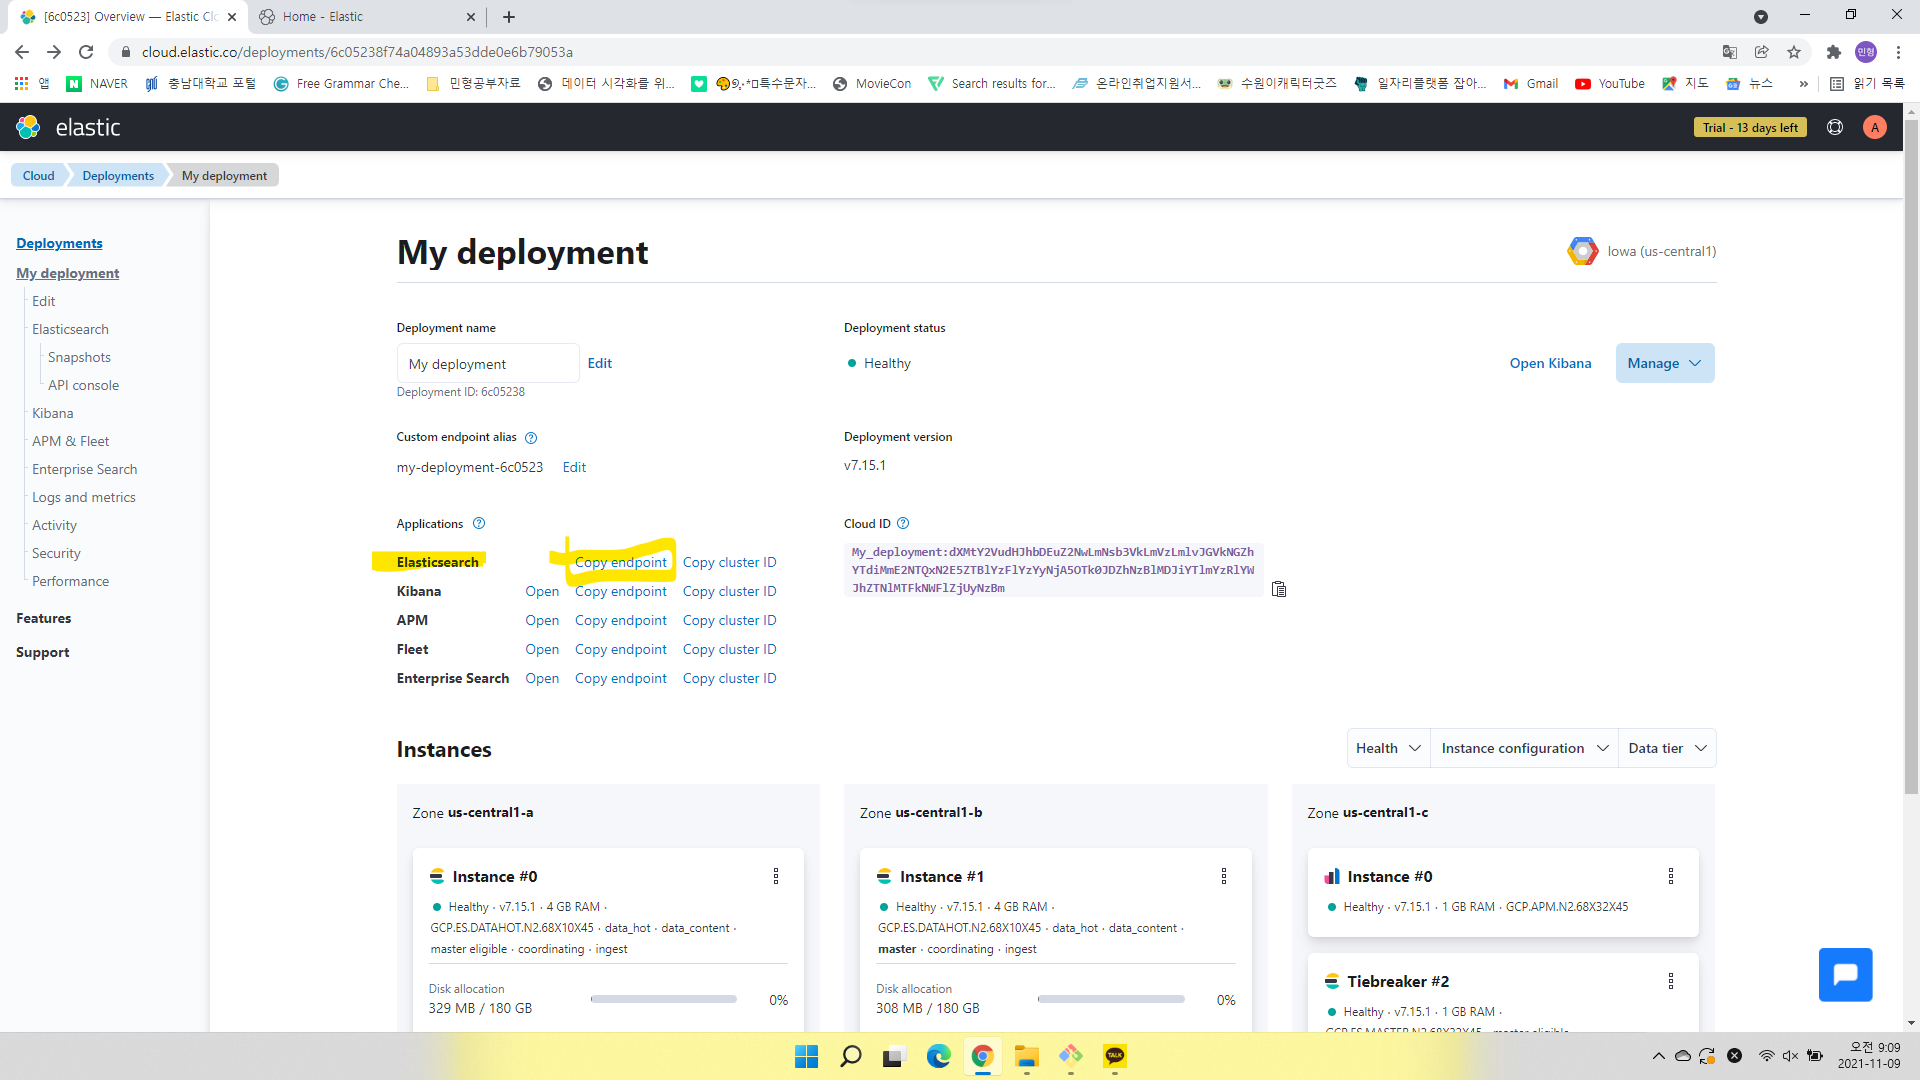 [6c0523] Overview — Elastic Clo
Home - Elastic
cloud.elastic.co/deployments/6c05238f74a04893a53dde0e6b79053a
민형
앱
NAVER
충남대학교 포털
Free Grammar Che...
민형공부자료
데이터 시각화를 위...
특수문자...
MovieCon
Search results for...
온라인취업지원서...
수원이캐릭터굿즈
일자리플랫폼 잡아...
Gmail
YouTube
지도
뉴스
»
읽기 목록
elastic
Trial - 13 days left
A
Cloud
Deployments
My deployment
Deployments
My deployment
Edit
Elasticsearch
Snapshots
API console
Kibana
APM & Fleet
Enterprise Search
Logs and metrics
Activity
Security
Performance
Features
Support
My deployment
Iowa (us-central1)
Deployment name
My deployment
Edit
Deployment ID: 6c05238
Deployment status
Healthy
Open Kibana
Manage
Custom endpoint alias
my-deployment-6c0523 Edit
Deployment version
v7.15.1
Applications
Elasticsearch Copy endpoint Copy cluster ID
Kibana Open Copy endpoint Copy cluster ID
APM Open Copy endpoint Copy cluster ID
Fleet Open Copy endpoint Copy cluster ID
Enterprise Search Open Copy endpoint Copy cluster ID
Cloud ID
My_deployment:dXMtY2VudHJhbDEuZ2NwLmNsb3VkLmVzLmlvJGVkNGZh
YTdiMmE2NTQxN2E5ZTBlYzFlYzYyNjA5OTk0JDZhNzBlMDJiYTlmYzRlYW
JhZTNlMTFkNWFlZjUyNzBm
Instances
Health
Instance configuration
Data tier
Zone us-central1-a
Instance #0
Healthy · v7.15.1 · 4 GB RAM ·
GCP.ES.DATAHOT.N2.68X10X45 · data_hot · data_content ·
master eligible · coordinating · ingest
Disk allocation
329 MB / 180 GB
0%
Zone us-central1-b
Instance #1
Healthy · v7.15.1 · 4 GB RAM ·
GCP.ES.DATAHOT.N2.68X10X45 · data_hot · data_content ·
master · coordinating · ingest
Disk allocation
308 MB / 180 GB
0%
Zone us-central1-c
Instance #0
Healthy · v7.15.1 · 1 GB RAM · GCP.APM.N2.68X32X45
Tiebreaker #2
Healthy · v7.15.1 · 1 GB RAM ·
GCP.ES.MASTER.N2.68X32X45 · master eligible
TALK
오전 9:09
2021-11-09